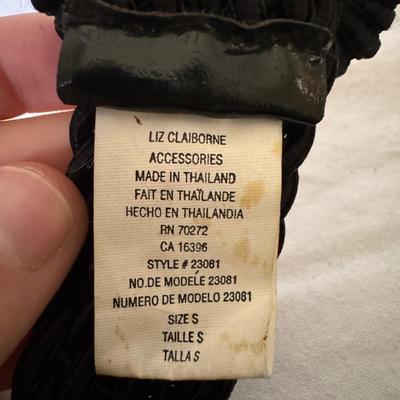 LIZ CLAIBORNE
ACCESSORIES
MADE IN THAILAND
FAIT EN THAÏLANDE
HECHO EN THAILANDIA
RN 70272
CA 16396
STYLE # 23081
NO. DE MODÉLE 23081
NUMERO DE MODELO 23081
SIZE S
TAILLE S
TALLA S